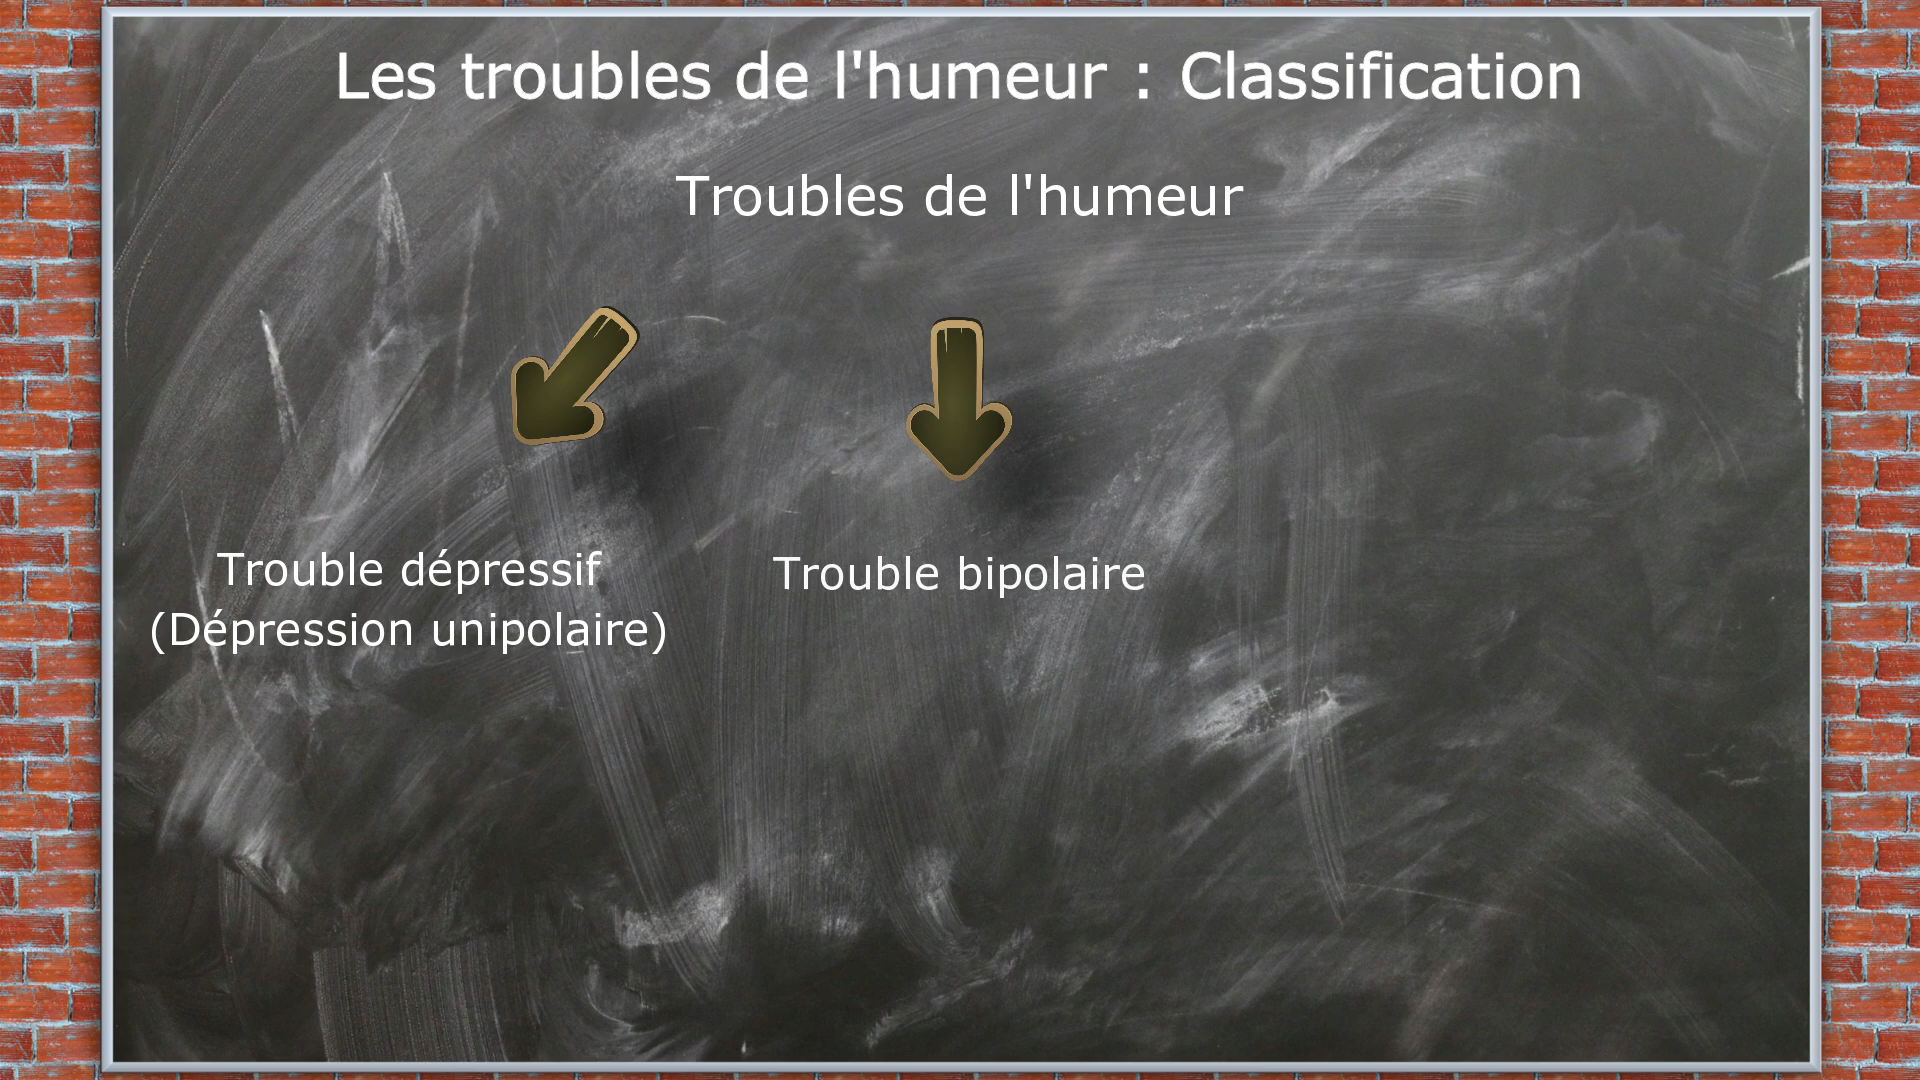 Les troubles de l'humeur : Classification
Troubles de l'humeur
Trouble dépressif
(Dépression unipolaire)
Trouble bipolaire